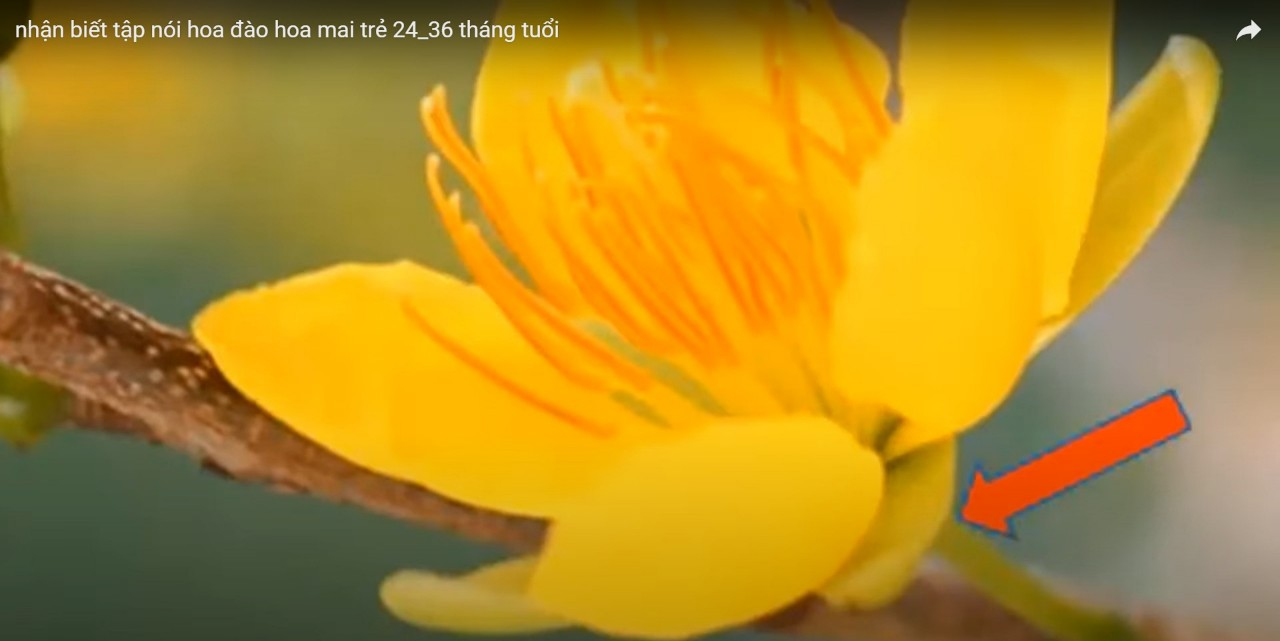 nhận biết tập nói hoa đào hoa mai trẻ 24_36 tháng tuổi